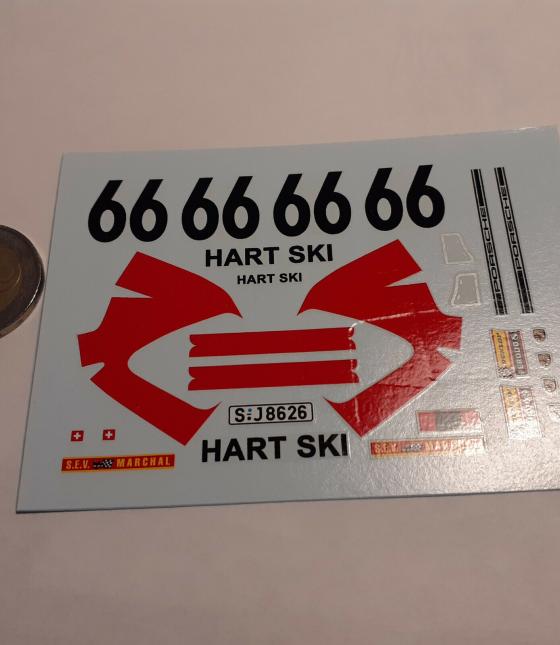 66 66 66 66
HART SKI
HART SKI
PORSCHE
PORSCHE
S:J8626
HART SKI
S.E.V. MARCHAL
S.E.V. MARCHAL